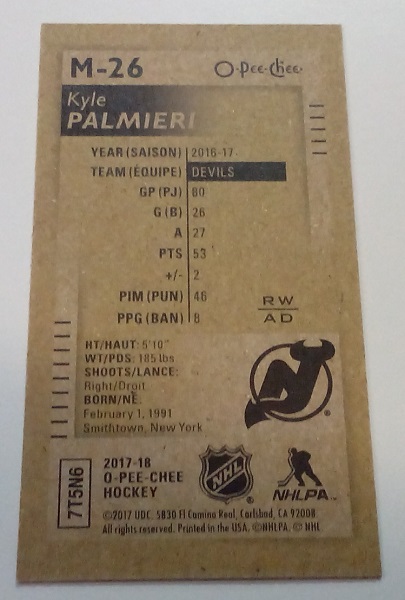 M-26
O-Pee-Chee
Kyle
PALMIERI
YEAR (SAISON) 2016-17
TEAM (ÉQUIPE) DEVILS
GP (PJ) 80
G (B) 26
A 27
PTS 53
+/- 2
PIM (PUN) 46
PPG (BAN) 8
RW
AD
HT/HAUT: 5'10"
WT/PDS: 185 lbs
SHOOTS/LANCE:
Right/Droit
BORN/NÉ:
February 1, 1991
Smithtown, New York
7T5N6
2017-18
O-PEE-CHEE
HOCKEY
NHL
NHLPA
©2017 UDC. 5830 El Camino Real, Carlsbad, CA 92008.
All rights reserved. Printed in the USA. ©NHLPA. © NHL